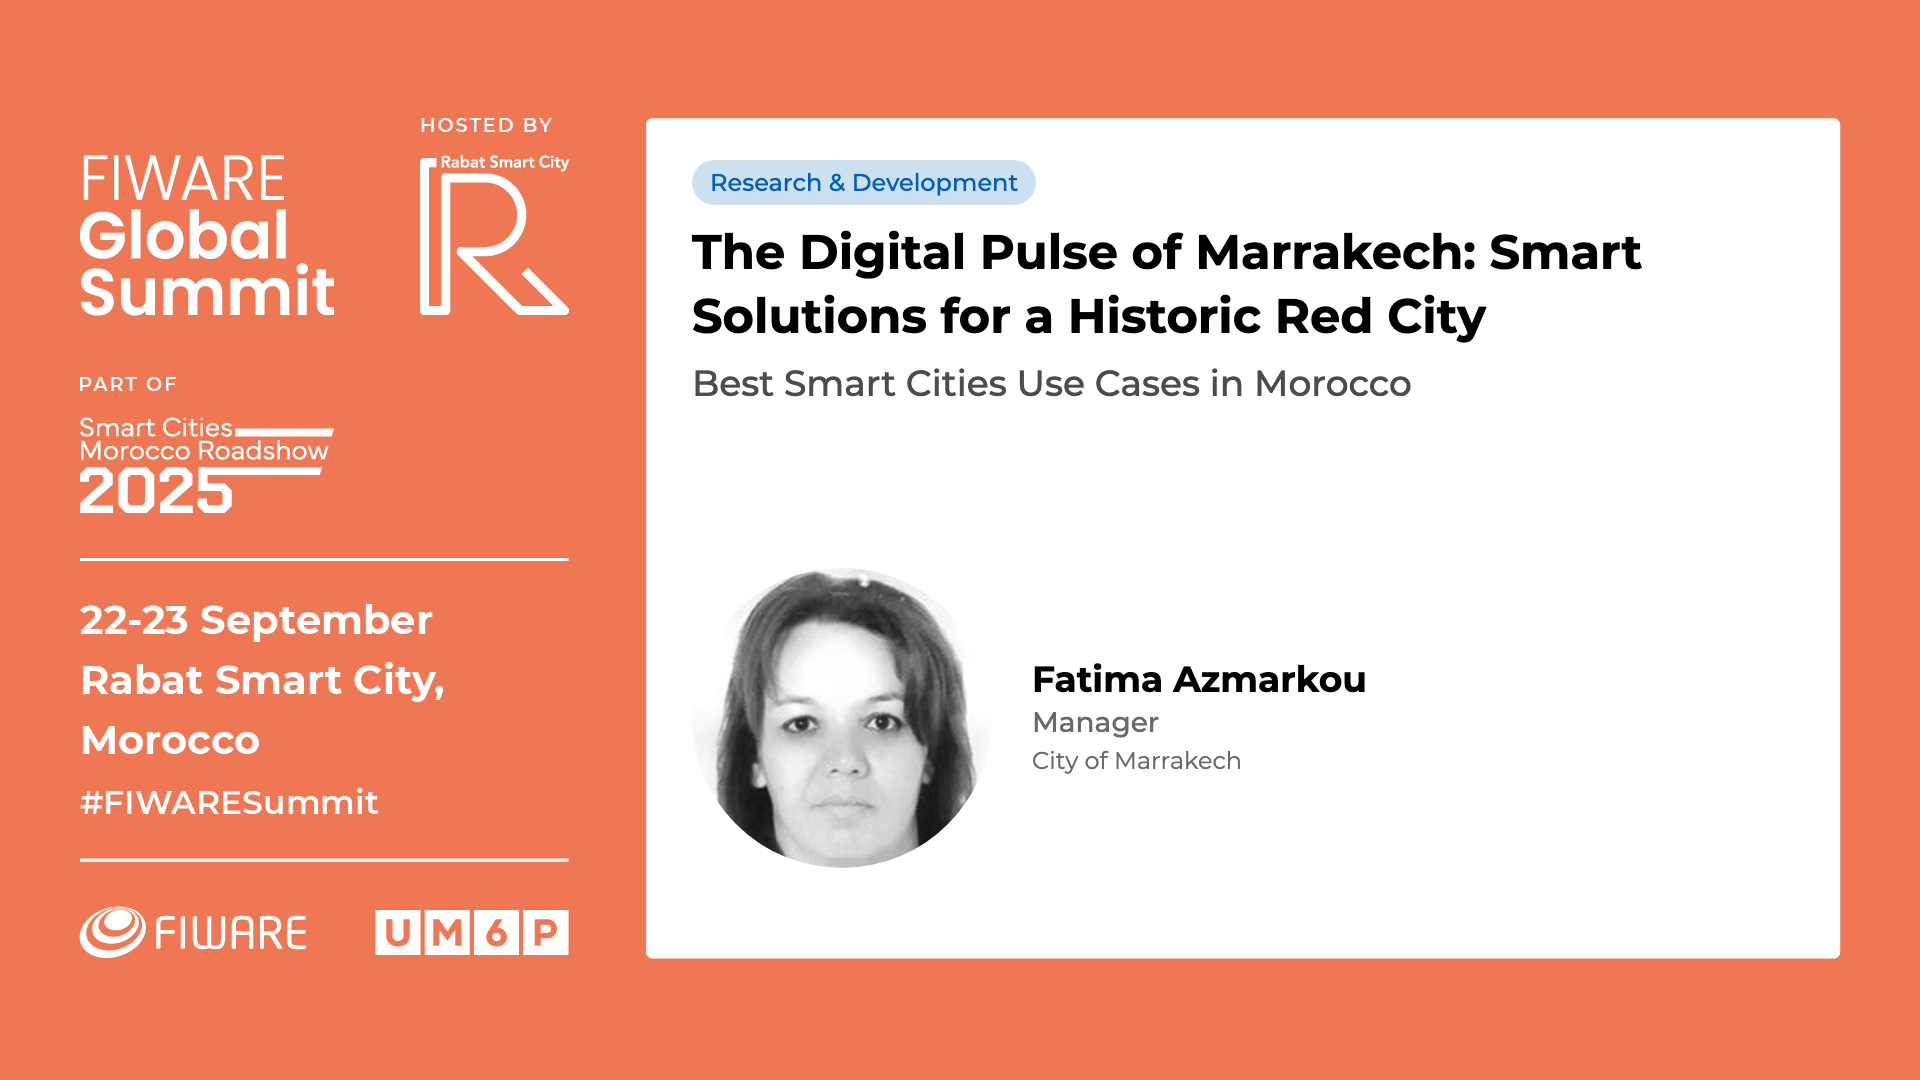 HOSTED BY
FIWARE
Global
Summit
Rabat Smart City
R
PART OF
Smart Cities
Morocco Roadshow
2025
22-23 September
Rabat Smart City,
Morocco
#FIWARESummit
FIWARE
UM6P
Research & Development
The Digital Pulse of Marrakech: Smart
Solutions for a Historic Red City
Best Smart Cities Use Cases in Morocco
Fatima Azmarkou
Manager
City of Marrakech